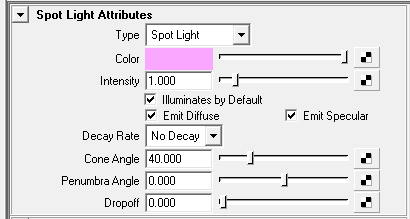 Spot Light Attributes
Type Spot Light
Color
Intensity 1.000
Illuminates by Default
Emit Diffuse Emit Specular
Decay Rate No Decay
Cone Angle 40.000
Penumbra Angle 0.000
Dropoff 0.000